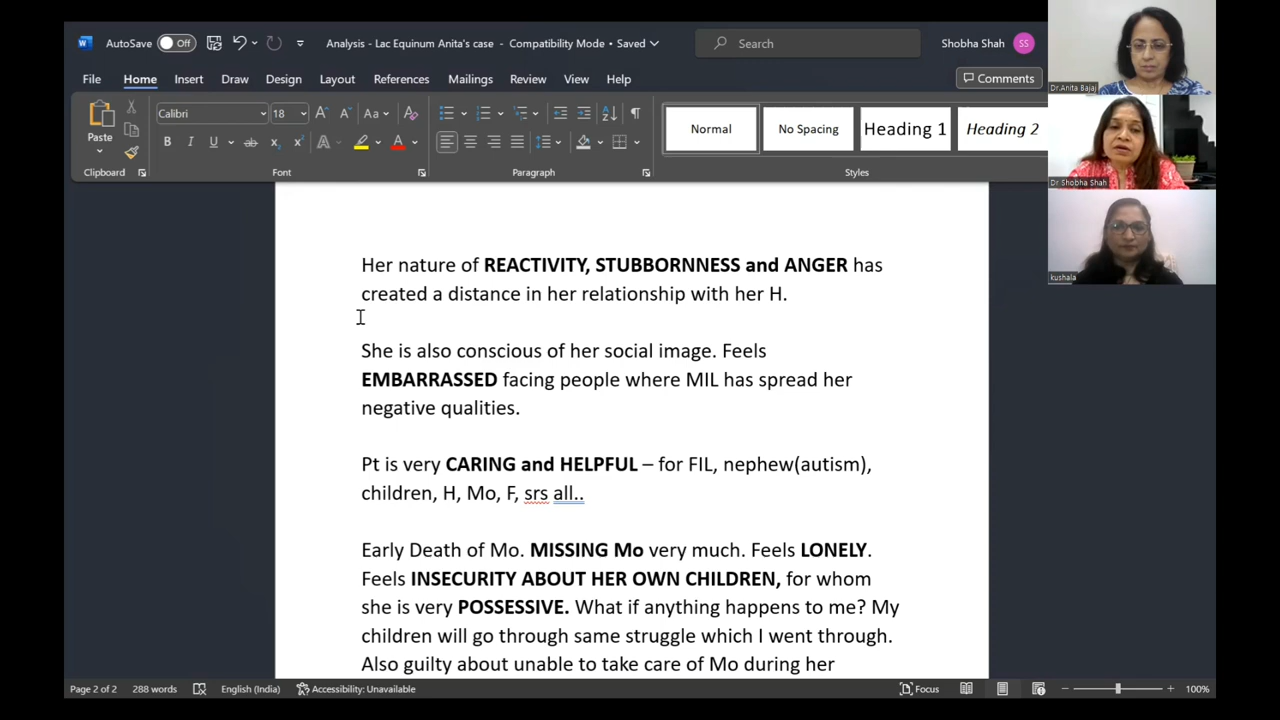 AutoSave Off Analysis - Lac Equinum Anita's case - Compatibility Mode • Saved Search Shobha Shah SS
File Home Insert Draw Design Layout References Mailings Review View Help Comments
Paste Calibri 18 Normal No Spacing Heading 1 Heading 2
Clipboard Font Paragraph Styles
Her nature of REACTIVITY, STUBBORNNESS and ANGER has
created a distance in her relationship with her H.
She is also conscious of her social image. Feels
EMBARRASSED facing people where MIL has spread her
negative qualities.
Pt is very CARING and HELPFUL – for FIL, nephew(autism),
children, H, Mo, F, srs all..
Early Death of Mo. MISSING Mo very much. Feels LONELY.
Feels INSECURITY ABOUT HER OWN CHILDREN, for whom
she is very POSSESSIVE. What if anything happens to me? My
children will go through same struggle which I went through.
Also guilty about unable to take care of Mo during her
Page 2 of 2 288 words English (India) Accessibility: Unavailable Focus 100%
Dr.Anita Bajaj
Dr Shobha Shah
kushala